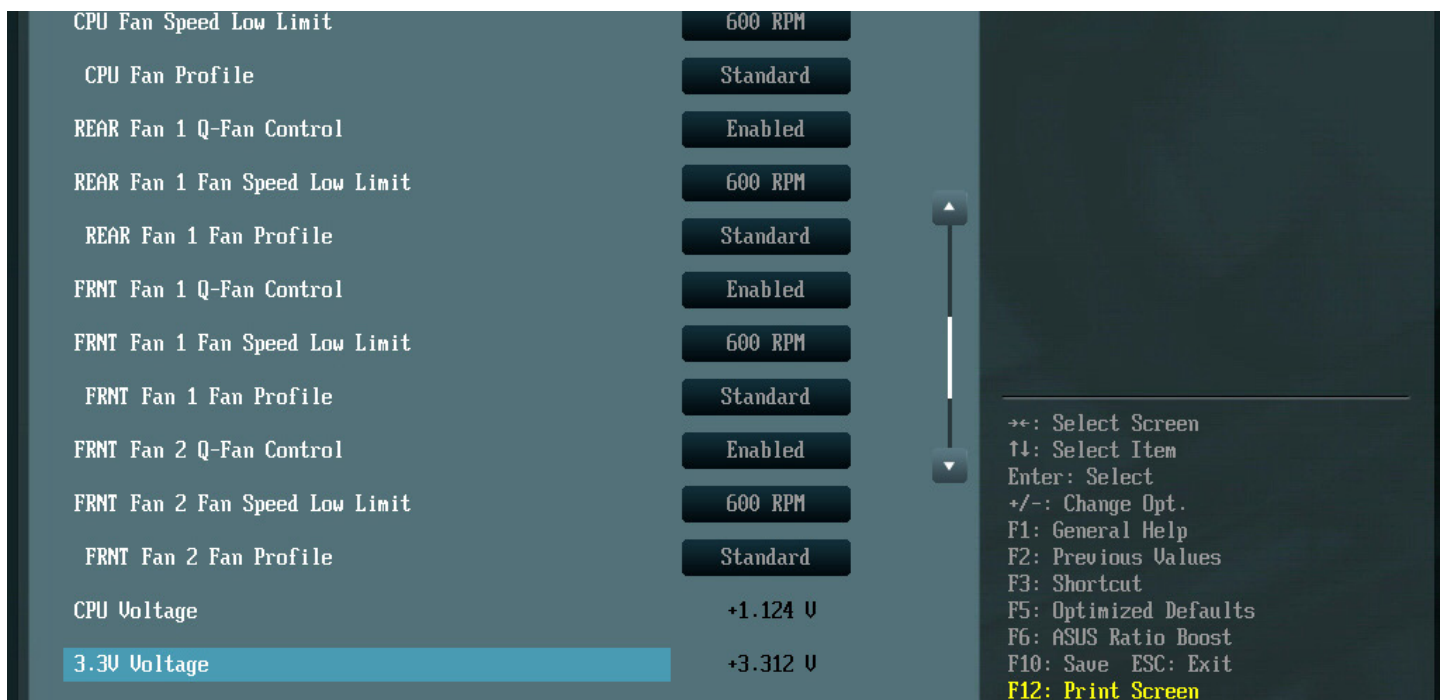 CPU Fan Speed Low Limit 600 RPM
CPU Fan Profile Standard
REAR Fan 1 Q-Fan Control Enabled
REAR Fan 1 Fan Speed Low Limit 600 RPM
REAR Fan 1 Fan Profile Standard
FRNT Fan 1 Q-Fan Control Enabled
FRNT Fan 1 Fan Speed Low Limit 600 RPM
FRNT Fan 1 Fan Profile Standard
FRNT Fan 2 Q-Fan Control Enabled
FRNT Fan 2 Fan Speed Low Limit 600 RPM
FRNT Fan 2 Fan Profile Standard
CPU Voltage +1.124 V
3.3V Voltage +3.312 V
→←: Select Screen
↑↓: Select Item
Enter: Select
+/-: Change Opt.
F1: General Help
F2: Previous Values
F3: Shortcut
F5: Optimized Defaults
F6: ASUS Ratio Boost
F10: Save ESC: Exit
F12: Print Screen